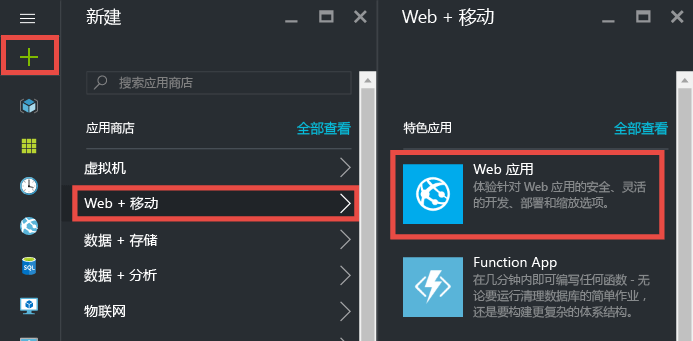 新建
搜索应用商店
应用商店
全部查看
虚拟机
Web + 移动
数据 + 存储
数据 + 分析
物联网
SQL
Web + 移动
特色应用
全部查看
Web 应用
体验针对 Web 应用的安全、灵活
的开发、部署和缩放选项。
Function App
在几分钟内即可编写任何函数 - 无
论要运行清理数据库的简单作业，
还是要构建更复杂的体系结构。